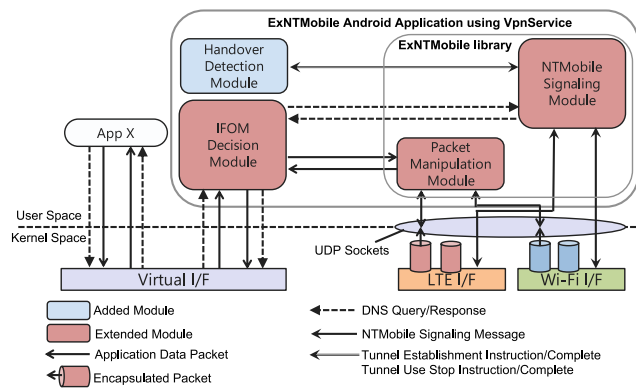 ExNTMobile Android Application using VpnService
ExNTMobile library
Handover
Detection
Module
NTMobile
Signaling
Module
App X
IFOM
Decision
Module
Packet
Manipulation
Module
User Space
Kernel Space
UDP Sockets
Virtual I/F
LTE I/F
Wi-Fi I/F
Added Module
Extended Module
Application Data Packet
Encapsulated Packet
DNS Query/Response
NTMobile Signaling Message
Tunnel Establishment Instruction/Complete
Tunnel Use Stop Instruction/Complete